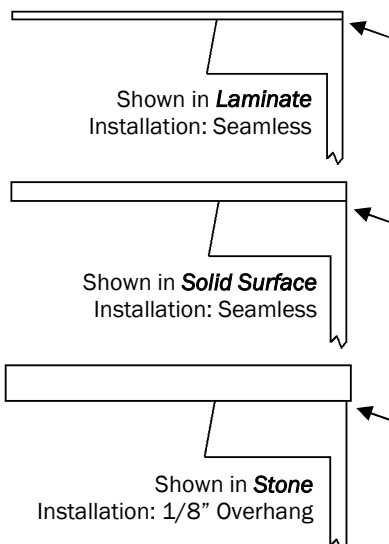 Shown in Laminate
Installation: Seamless
Shown in Solid Surface
Installation: Seamless
Shown in Stone
Installation: 1/8” Overhang